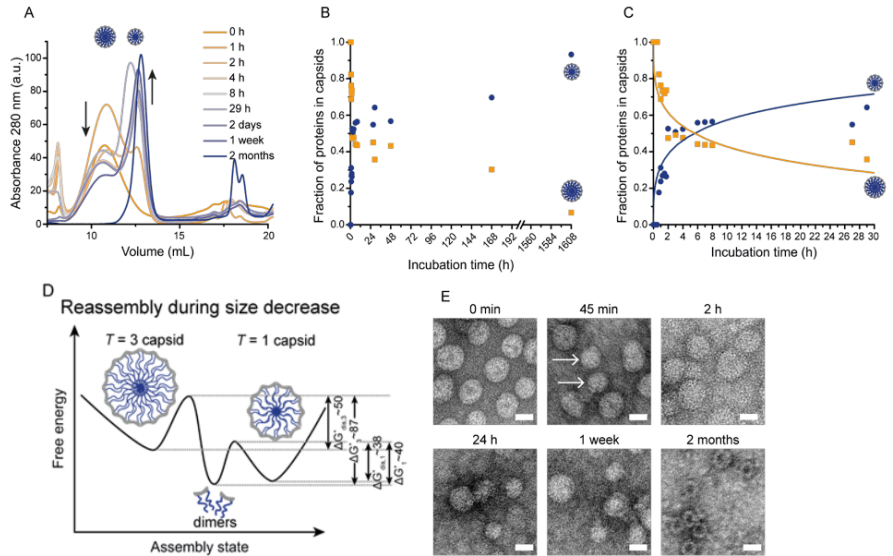 A
Absorbance 280 nm (a.u.)
100
80
60
40
20
0
10
15
20
Volume (mL)
0 h
1 h
2 h
4 h
8 h
29 h
2 days
1 week
2 months
B
Fraction of proteins in capsids
1.0
0.8
0.6
0.4
0.2
0.0
0
24
48
72
96
120
144
168
192
1560
1584
1608
Incubation time (h)
C
Fraction of proteins in capsids
1.0
0.8
0.6
0.4
0.2
0.0
0 2 4 6 8 10 12 14 16 18 20 22 24 26 28 30
Incubation time (h)
D
Reassembly during size decrease
T = 3 capsid
T = 1 capsid
Free energy
dimers
Assembly state
ΔG‡dis,3 ~50
ΔG‡3 ~87
ΔG‡dis,1 ~38
ΔG‡1 ~40
E
0 min
45 min
2 h
24 h
1 week
2 months